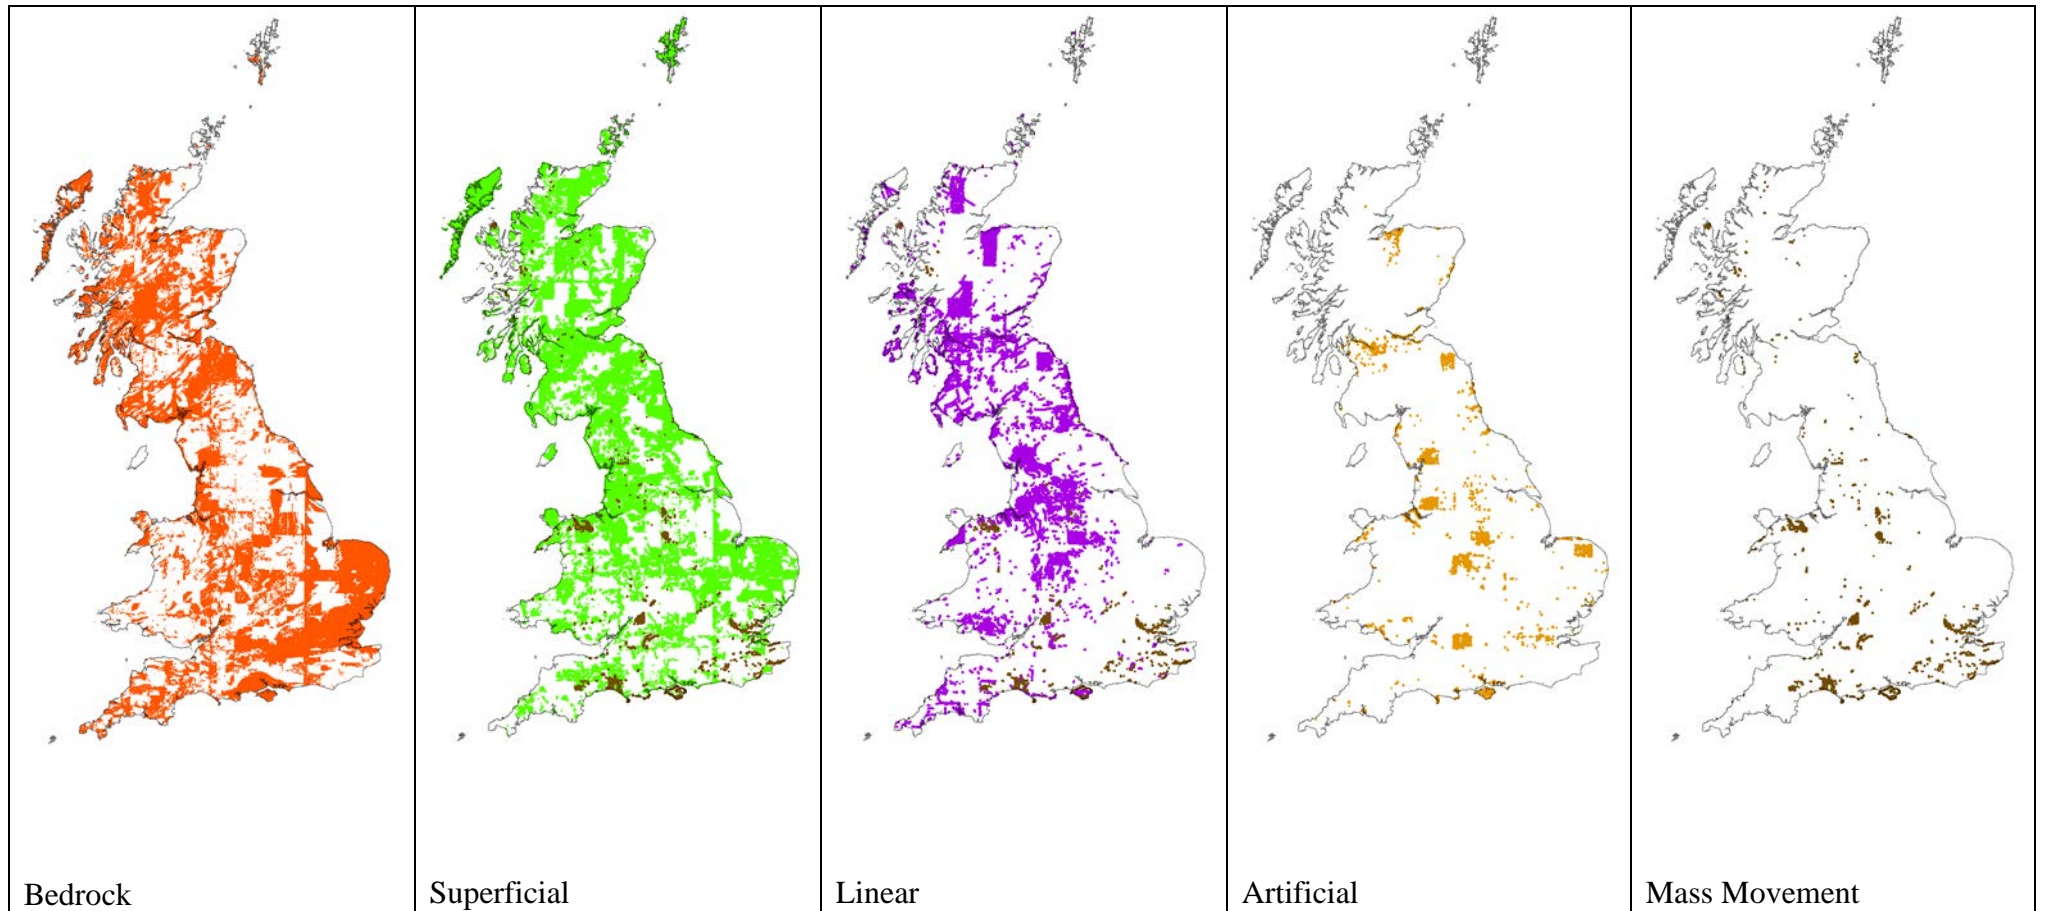 Bedrock
Superficial
Linear
Artificial
Mass Movement